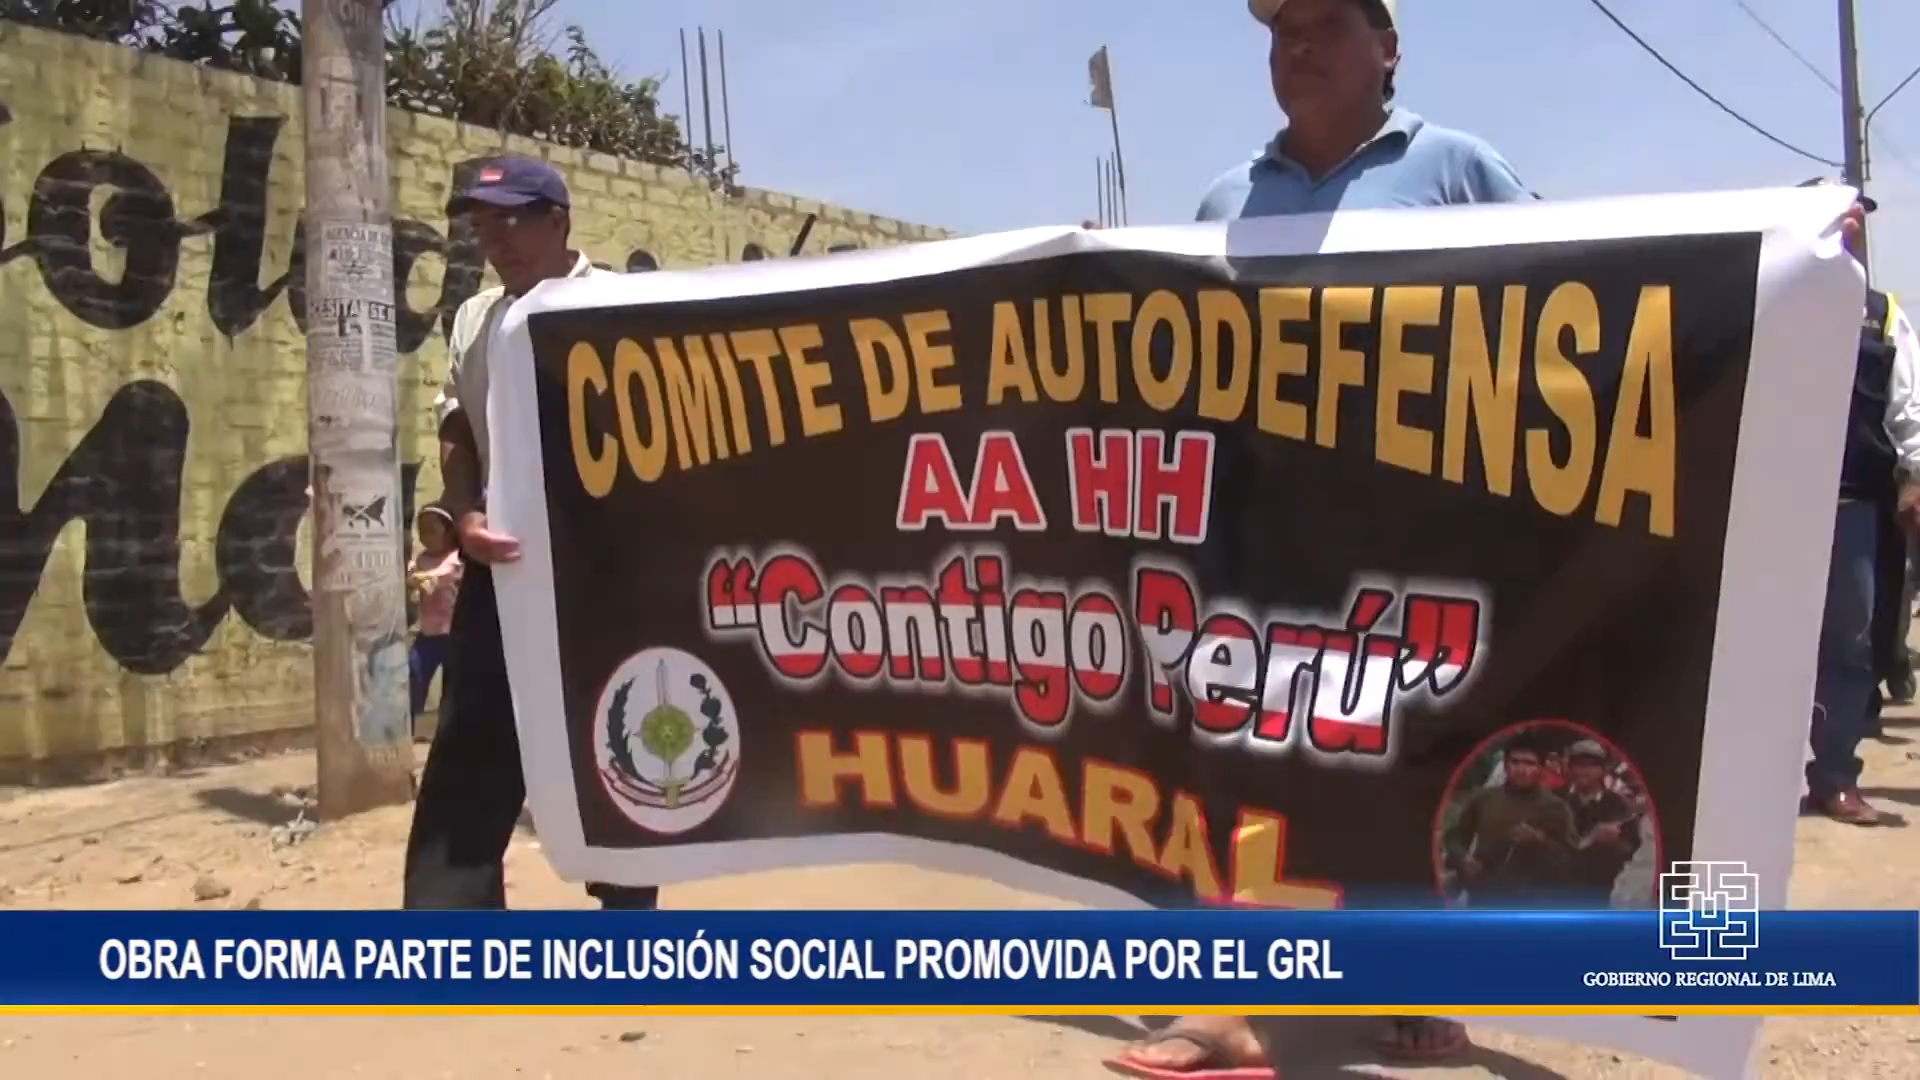 COMITE DE AUTODEFENSA
AA HH
“Contigo Perú”
HUARAL
OBRA FORMA PARTE DE INCLUSIÓN SOCIAL PROMOVIDA POR EL GRL
GOBIERNO REGIONAL DE LIMA